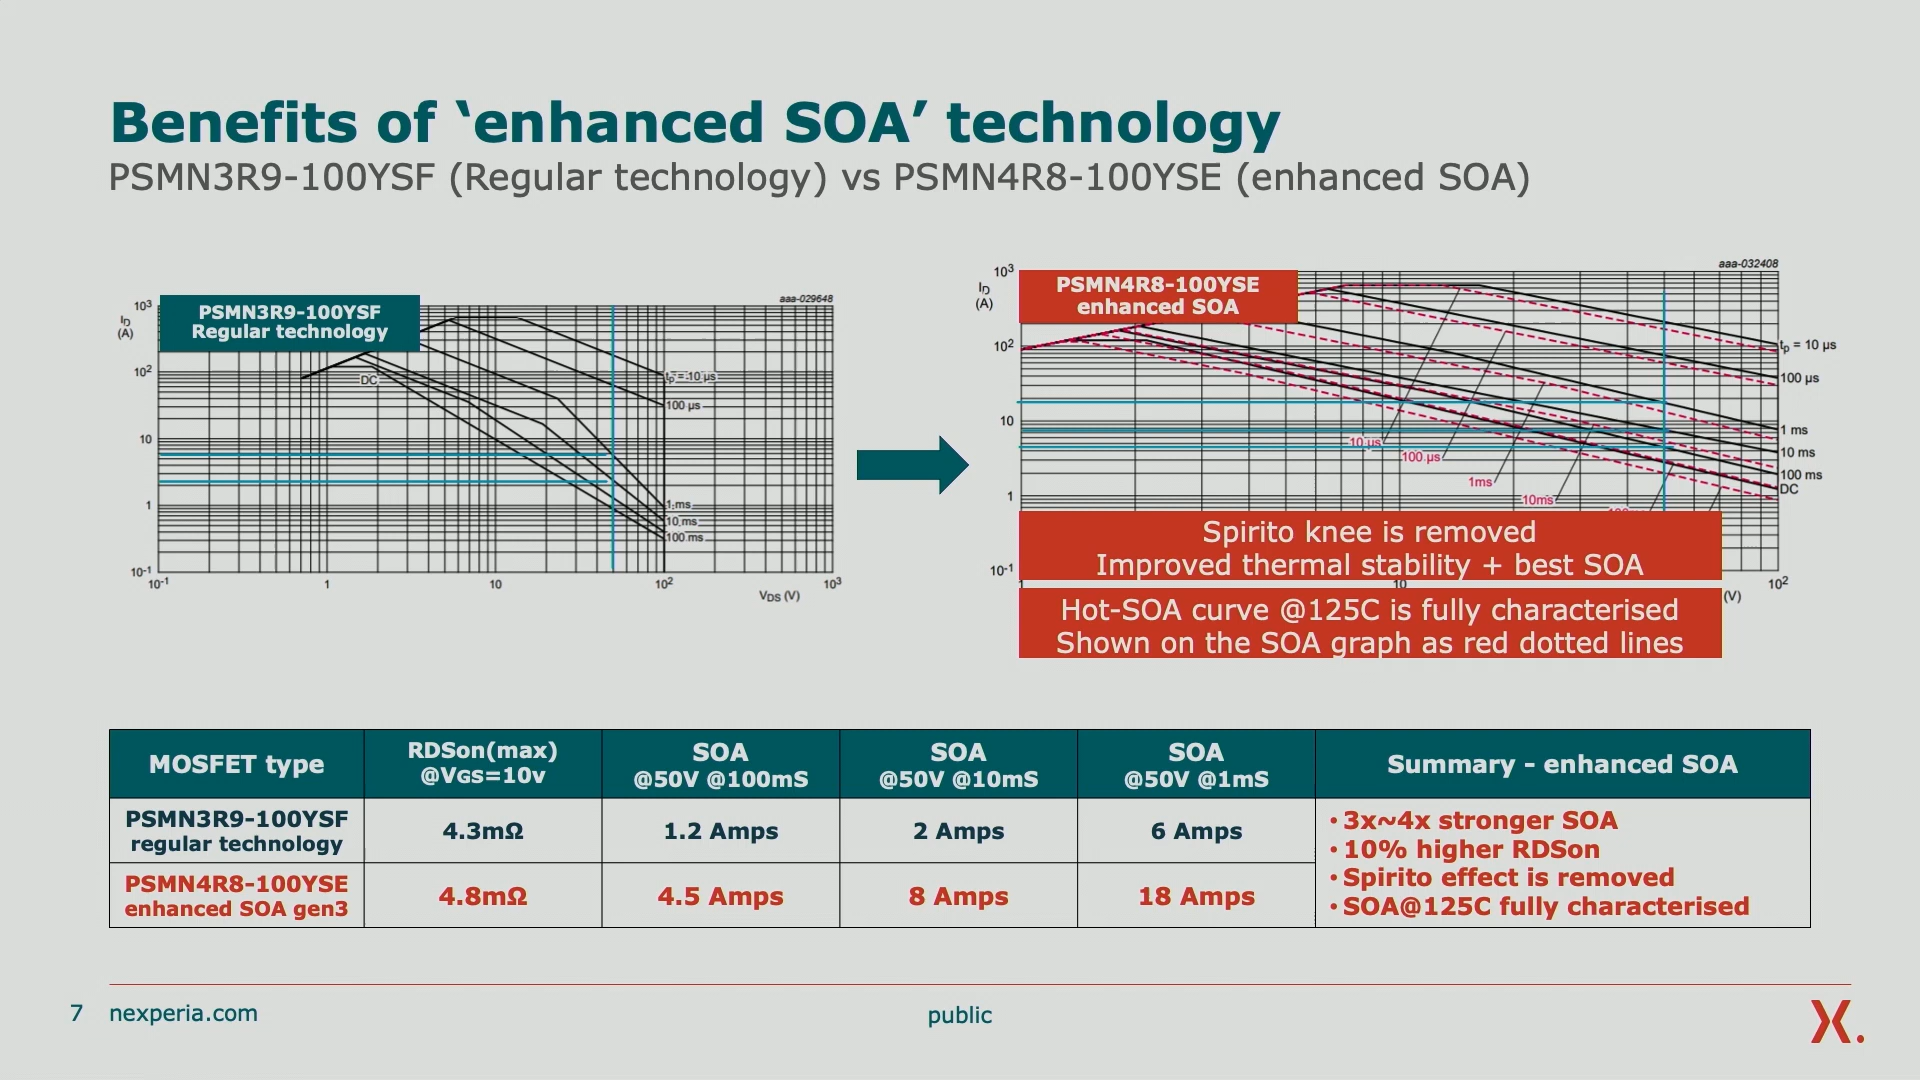 Benefits of ‘enhanced SOA’ technology
PSMN3R9-100YSF (Regular technology) vs PSMN4R8-100YSE (enhanced SOA)
aaa-029648
PSMN3R9-100YSF
Regular technology
ID
(A)
10³
10²
10
1
10-1
DC
tp = 10 µs
100 µs
1 ms
10 ms
100 ms
10-1
1
10
10²
10³
VDS (V)
aaa-032408
PSMN4R8-100YSE
enhanced SOA
ID
(A)
10³
10²
10
1
10-1
tp = 10 µs
100 µs
1 ms
10 ms
100 ms
DC
10 µs
100 µs
1ms
10ms
Spirito knee is removed
Improved thermal stability + best SOA
1
10
10²
(V)
Hot-SOA curve @125C is fully characterised
Shown on the SOA graph as red dotted lines
MOSFET type
RDSon(max)
@VGS=10v
SOA
@50V @100mS
SOA
@50V @10mS
SOA
@50V @1mS
Summary - enhanced SOA
PSMN3R9-100YSF
regular technology
4.3mΩ
1.2 Amps
2 Amps
6 Amps
PSMN4R8-100YSE
enhanced SOA gen3
4.8mΩ
4.5 Amps
8 Amps
18 Amps
• 3x~4x stronger SOA
• 10% higher RDSon
• Spirito effect is removed
• SOA@125C fully characterised
7
nexperia.com
public
X.